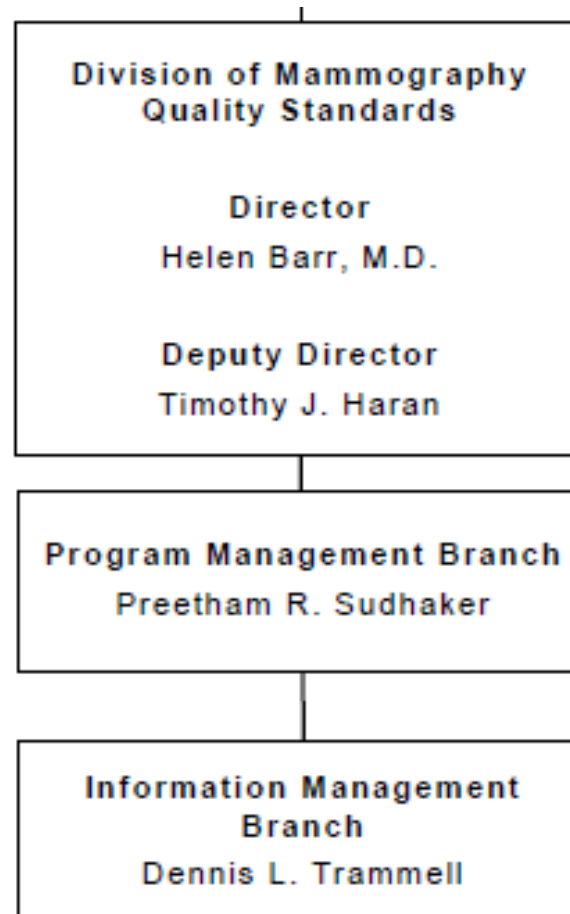 Division of Mammography
Quality Standards
Director
Helen Barr, M.D.
Deputy Director
Timothy J. Haran
Program Management Branch
Preetham R. Sudhaker
Information Management
Branch
Dennis L. Trammell